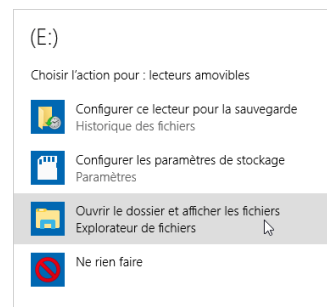 (E:)
Choisir l'action pour : lecteurs amovibles
Configurer ce lecteur pour la sauvegarde
Historique des fichiers
Configurer les paramètres de stockage
Paramètres
Ouvrir le dossier et afficher les fichiers
Explorateur de fichiers
Ne rien faire